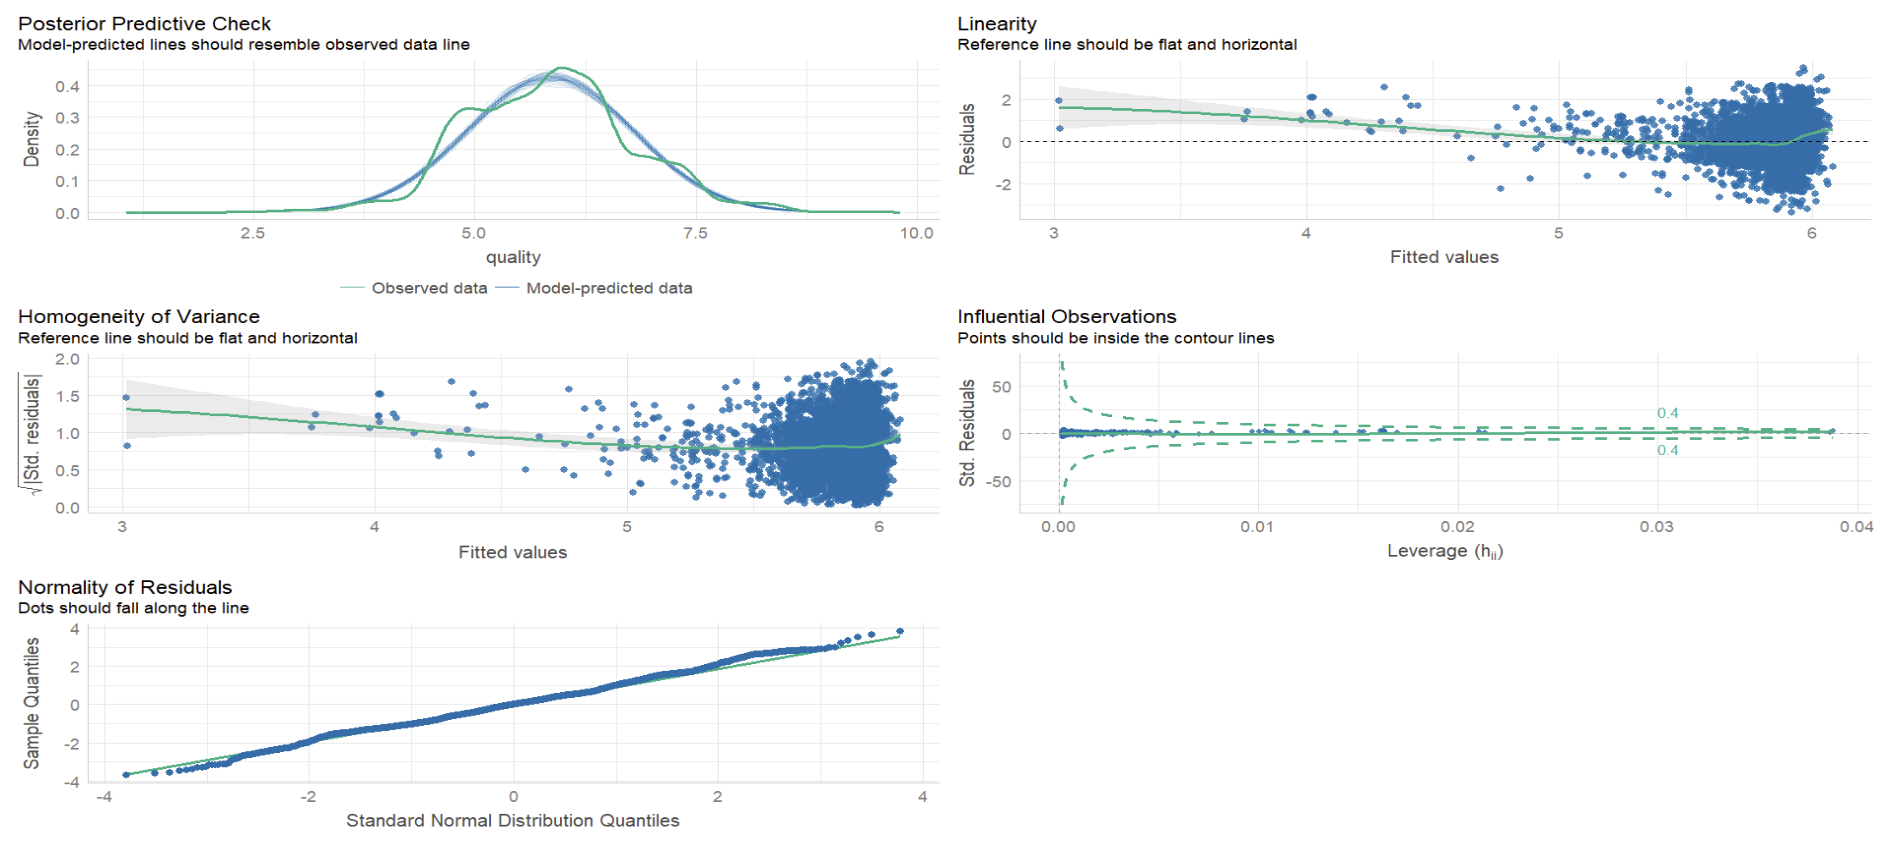 Posterior Predictive Check
Model-predicted lines should resemble observed data line
Density
0.4
0.3
0.2
0.1
0.0
2.5 5.0 7.5 10.0
quality
Observed data Model-predicted data
Linearity
Reference line should be flat and horizontal
Residuals
2
0
-2
3 4 5 6
Fitted values
Homogeneity of Variance
Reference line should be flat and horizontal
√|Std. residuals|
2.0
1.5
1.0
0.5
0.0
3 4 5 6
Fitted values
Influential Observations
Points should be inside the contour lines
Std. Residuals
50
0
-50
0.4
0.4
0.00 0.01 0.02 0.03 0.04
Leverage (hii)
Normality of Residuals
Dots should fall along the line
Sample Quantiles
4
2
0
-2
-4
-4 -2 0 2 4
Standard Normal Distribution Quantiles